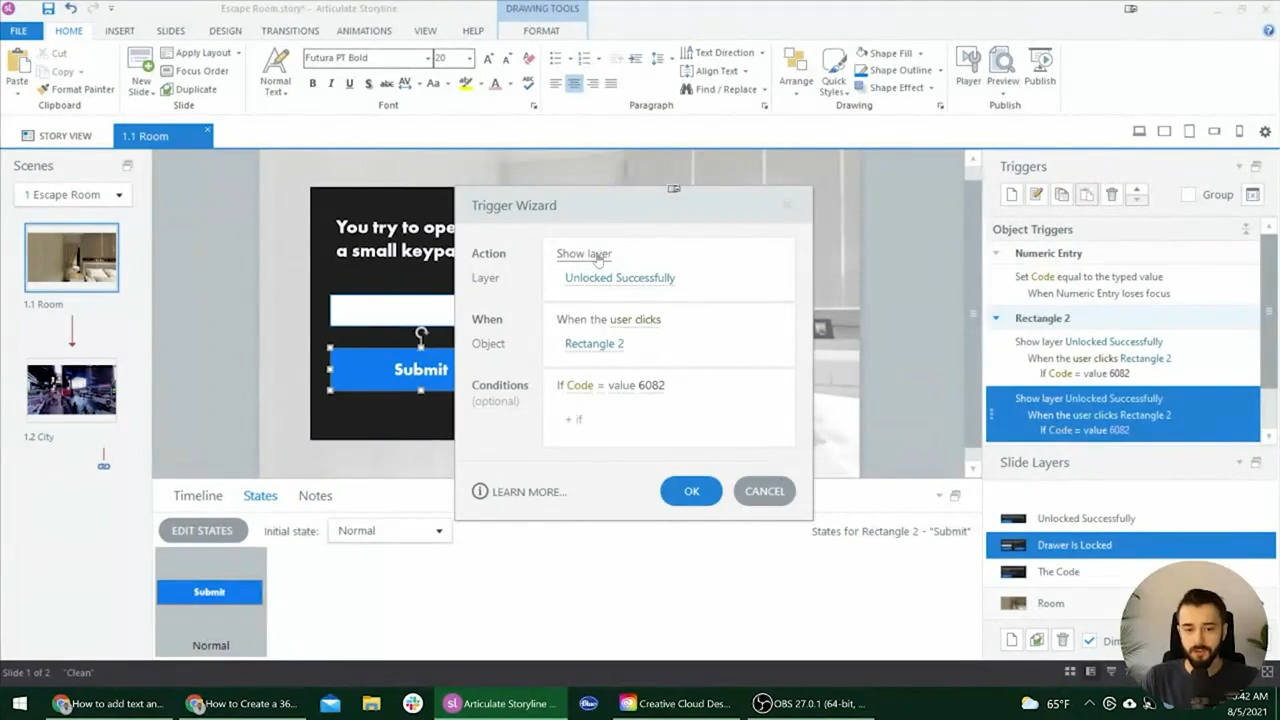 Escape Room.story* - Articulate Storyline
DRAWING TOOLS
FILE
HOME
INSERT
SLIDES
DESIGN
TRANSITIONS
ANIMATIONS
VIEW
HELP
FORMAT
Paste
Cut
Copy
Format Painter
Clipboard
New
Slide
Apply Layout
Focus Order
Duplicate
Slide
Normal
Text
Futura PT Bold
20
Font
Text Direction
Align Text
Find / Replace
Paragraph
Arrange
Quick
Styles
Shape Fill
Shape Outline
Shape Effect
Drawing
Player
Preview
Publish
Publish
STORY VIEW
1.1 Room
Scenes
1 Escape Room
1.1 Room
1.2 City
You try to ope
a small keypa
Submit
Trigger Wizard
Action
Show layer
Layer
Unlocked Successfully
When
When the user clicks
Object
Rectangle 2
Conditions
(optional)
If Code = value 6082
+ if
LEARN MORE...
OK
CANCEL
Triggers
Group
Object Triggers
Numeric Entry
Set Code equal to the typed value
When Numeric Entry loses focus
Rectangle 2
Show layer Unlocked Successfully
When the user clicks Rectangle 2
If Code = value 6082
Show layer Unlocked Successfully
When the user clicks Rectangle 2
If Code = value 6082
Slide Layers
Unlocked Successfully
Drawer Is Locked
The Code
Room
Timeline
States
Notes
EDIT STATES
Initial state:
Normal
States for Rectangle 2 - "Submit"
Submit
Normal
Slide 1 of 2
"Clean"
How to add text an...
How to Create a 36...
Articulate Storyline ...
Creative Cloud Des...
OBS 27.0.1 (64-bit, ...
65°F
5:42 AM
8/5/2021